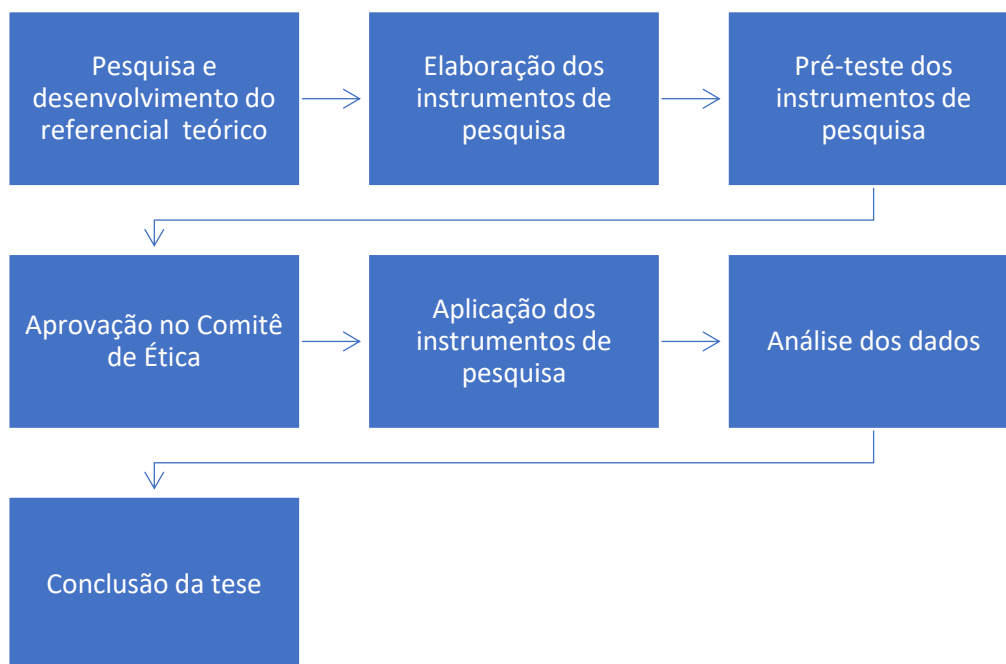 Pesquisa e
desenvolvimento do
referencial teórico
Elaboração dos
instrumentos de
pesquisa
Pré-teste dos
instrumentos de
pesquisa
Aprovação no Comitê
de Ética
Aplicação dos
instrumentos de
pesquisa
Análise dos dados
Conclusão da tese